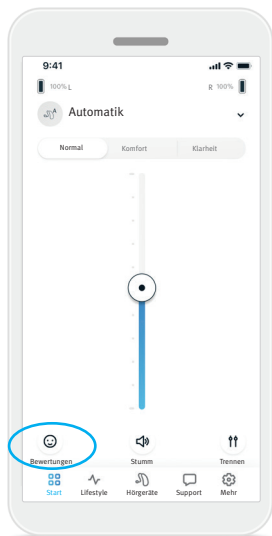 9:41
100% L
R 100%
Automatik
Normal Komfort Klarheit
Bewertungen Stumm Trennen
Start Lifestyle Hörgeräte Support Mehr